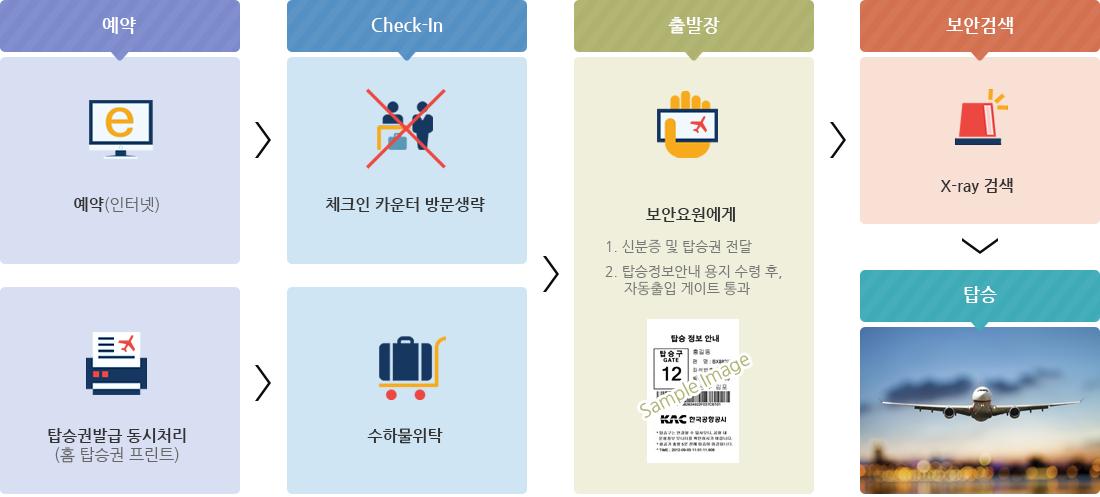 예약
예약(인터넷)
탑승권발급 동시처리
(홈 탑승권 프린트)
Check-In
체크인 카운터 방문생략
수하물위탁
출발장
보안요원에게
1. 신분증 및 탑승권 전달
2. 탑승정보안내 용지 수령 후,
자동출입 게이트 통과
탑승 정보 안내
홍길동
탑승구
GATE
12
Sample Image
KAC 한국공항공사
보안검색
X-ray 검색
탑승